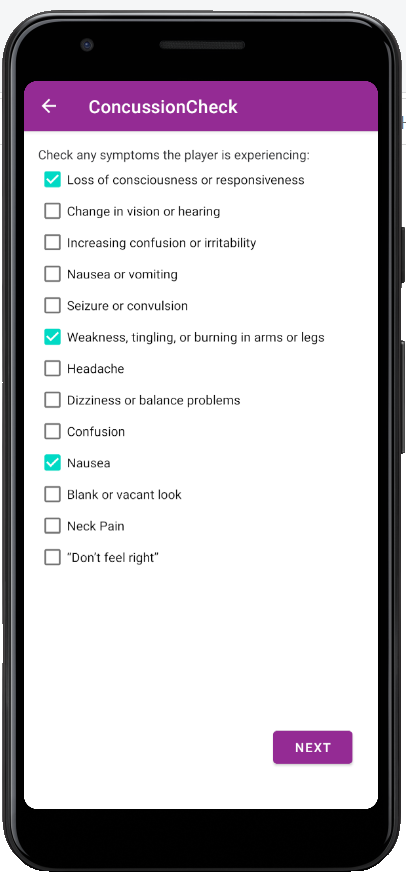 ConcussionCheck
Check any symptoms the player is experiencing:
Loss of consciousness or responsiveness
Change in vision or hearing
Increasing confusion or irritability
Nausea or vomiting
Seizure or convulsion
Weakness, tingling, or burning in arms or legs
Headache
Dizziness or balance problems
Confusion
Nausea
Blank or vacant look
Neck Pain
“Don’t feel right”
NEXT